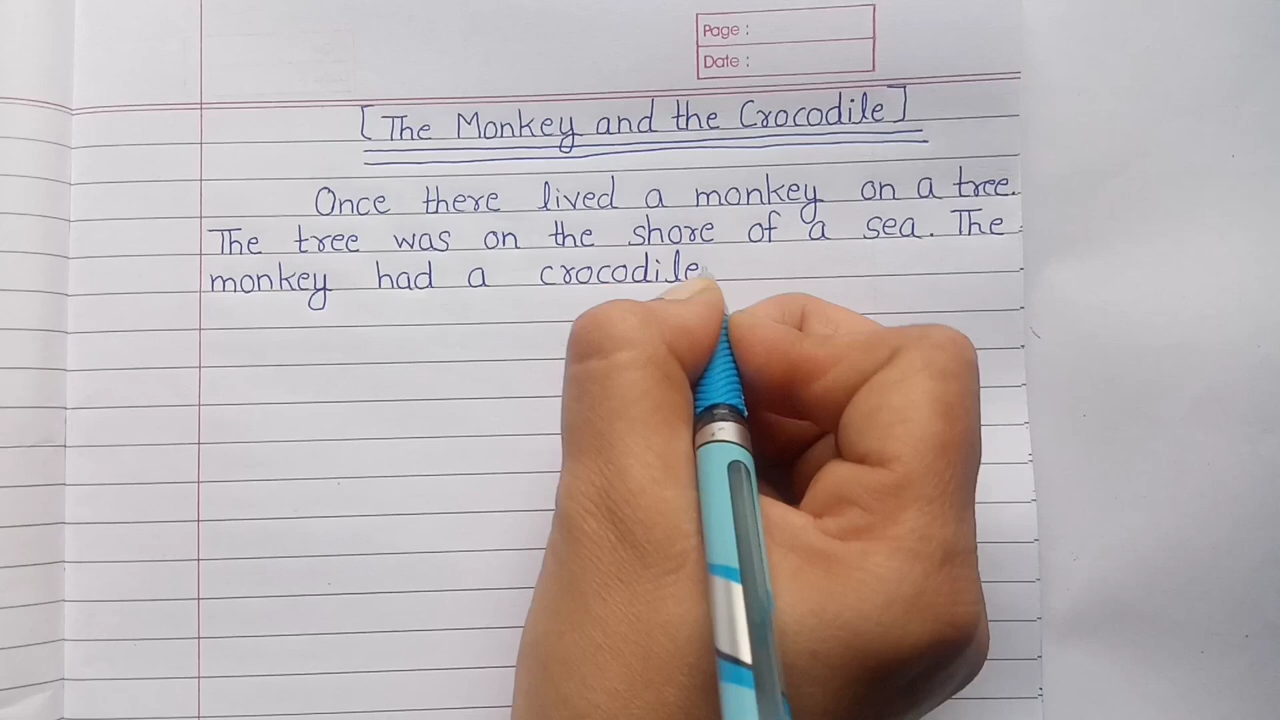 Page :
Date :
[The Monkey and the Crocodile]
Once there lived a monkey on a tree.
The tree was on the shore of a sea. The
monkey had a crocodile